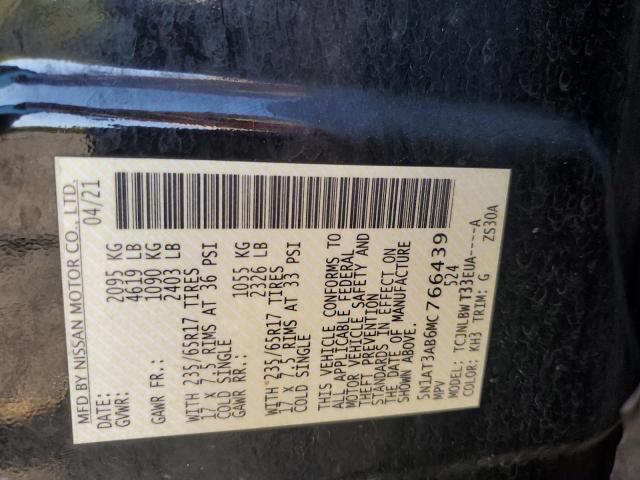 MFD BY NISSAN MOTOR CO., LTD.
DATE: 04/21
GVWR: 2095 KG
4619 LB
GAWR FR.: 1090 KG
2403 LB
WITH 235/65R17 TIRES
17 X 7.5 RIMS AT 36 PSI
COLD SINGLE
GAWR RR.: 1055 KG
2326 LB
WITH 235/65R17 TIRES
17 X 7.5 RIMS AT 33 PSI
COLD SINGLE
THIS VEHICLE CONFORMS TO
ALL APPLICABLE FEDERAL
MOTOR VEHICLE SAFETY AND
THEFT PREVENTION
STANDARDS IN EFFECT ON
THE DATE OF MANUFACTURE
SHOWN ABOVE.
5N1AT3AB6MC766439
MPV 524
MODEL: TCJNLBWT33EUA----A
COLOR: KH3 TRIM: G ZS30A